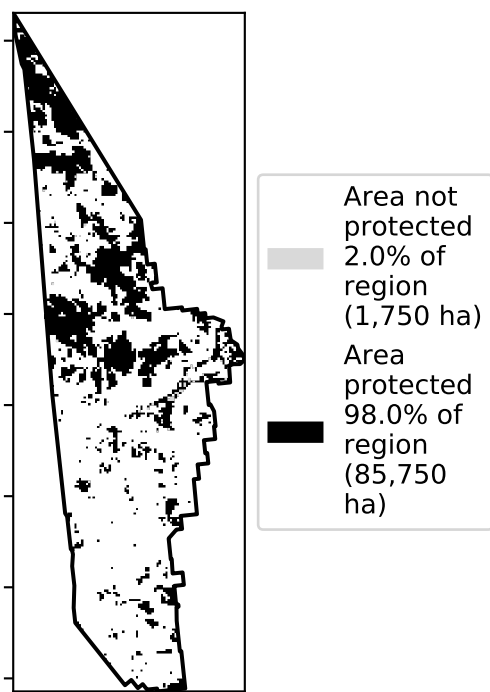 Area not
protected
2.0% of
region
(1,750 ha)
Area
protected
98.0% of
region
(85,750
ha)